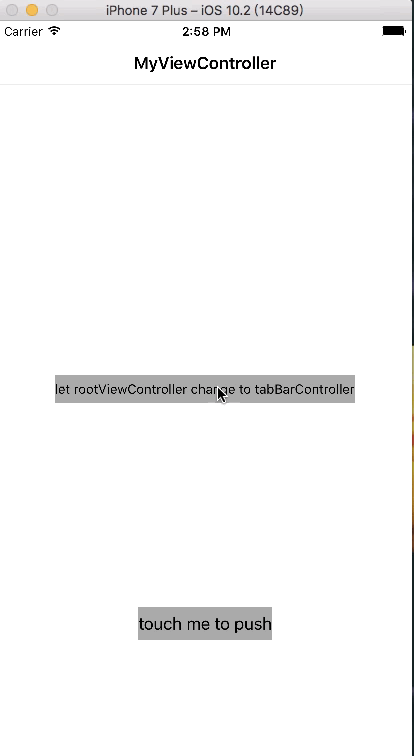 iPhone 7 Plus – iOS 10.2 (14C89)
Carrier 2:58 PM
MyViewController
let rootViewController change to tabBarController
touch me to push